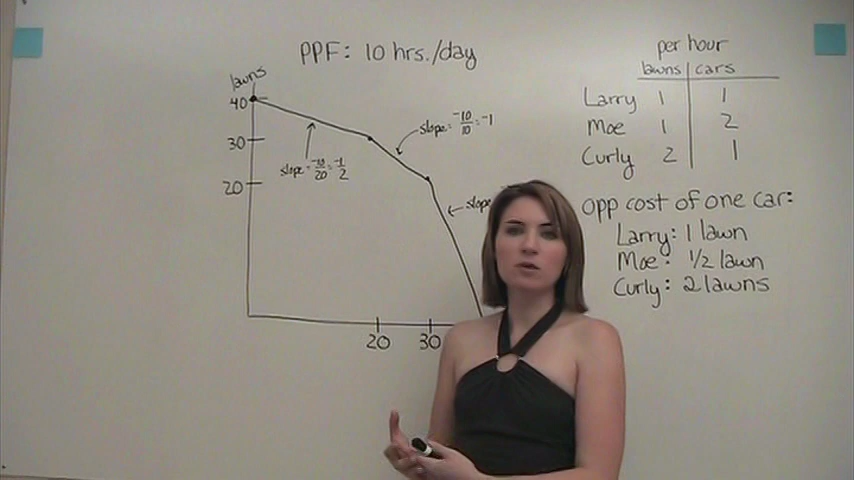 PPF: 10 hrs./day
lawns
40
30
20
slope = -10/20 = -1/2
slope = -10/10 = -1
slope
20
30
per hour
lawns | cars
Larry 1 1
Moe 1 2
Curly 2 1
opp cost of one car:
Larry: 1 lawn
Moe: 1/2 lawn
Curly: 2 lawns